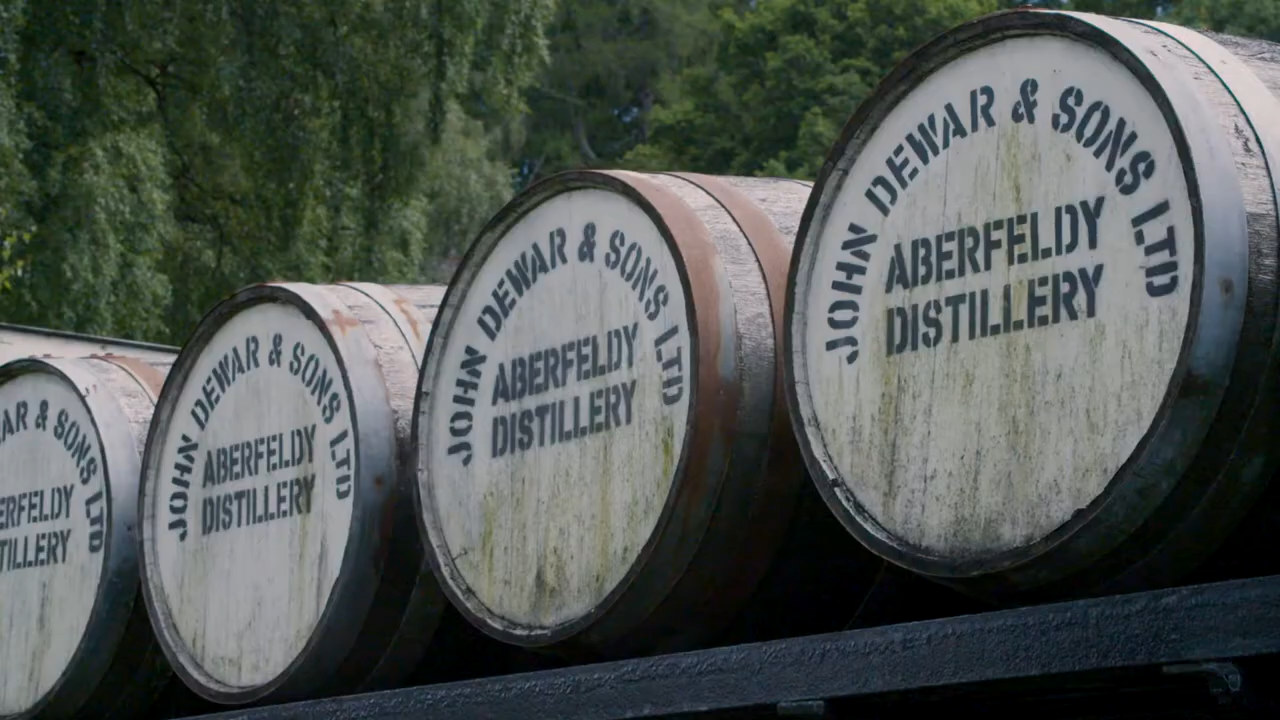 AR & SONS LTD
ERFELDY
TILLERY
JOHN DEWAR & SONS LTD
ABERFELDY
DISTILLERY
JOHN DEWAR & SONS LTD
ABERFELDY
DISTILLERY
JOHN DEWAR & SONS LTD
ABERFELDY
DISTILLERY